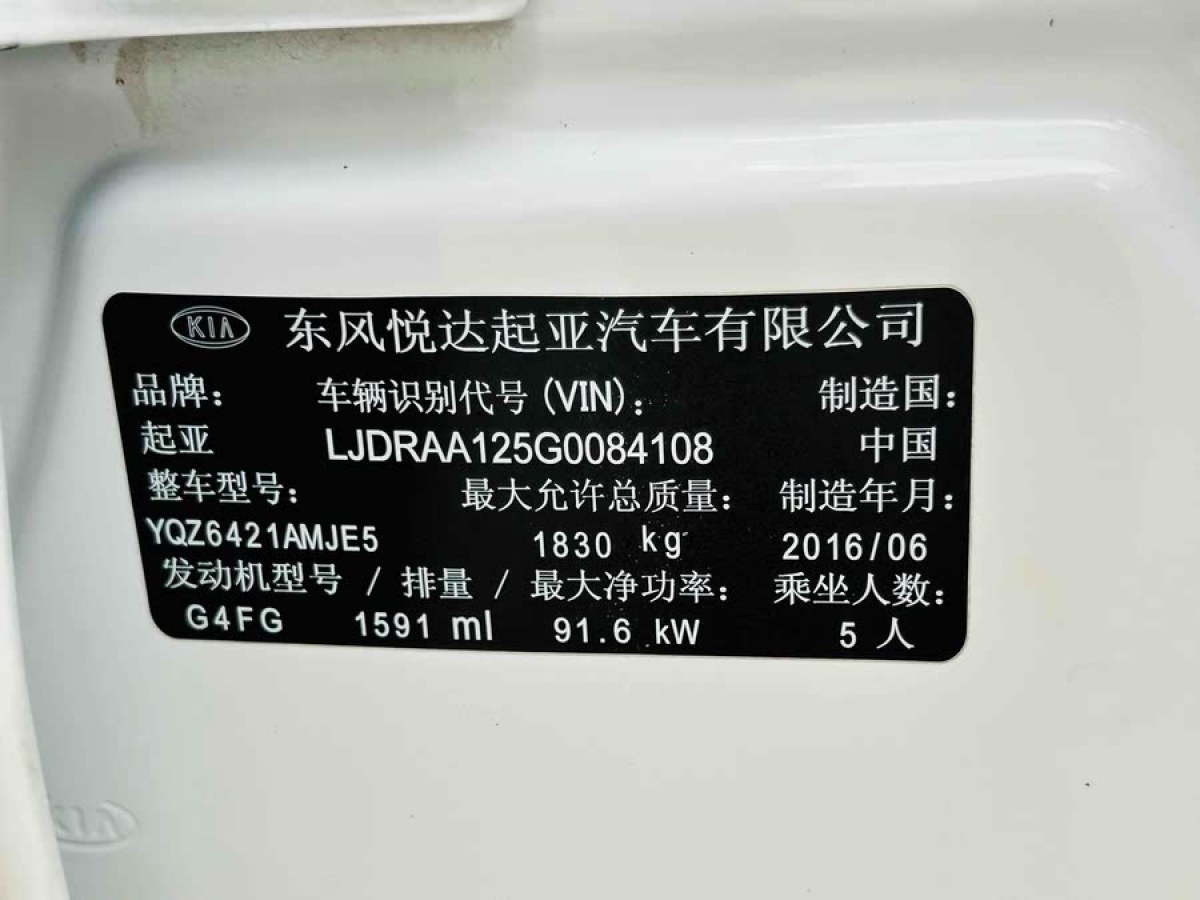 KIA 东风悦达起亚汽车有限公司
品牌： 车辆识别代号 (VIN)： 制造国：
起亚 LJDRAA125G0084108 中国
整车型号： 最大允许总质量： 制造年月：
YQZ6421AMJE5 1830 kg 2016/06
发动机型号 / 排量 / 最大净功率： 乘坐人数：
G4FG 1591 ml 91.6 kW 5 人